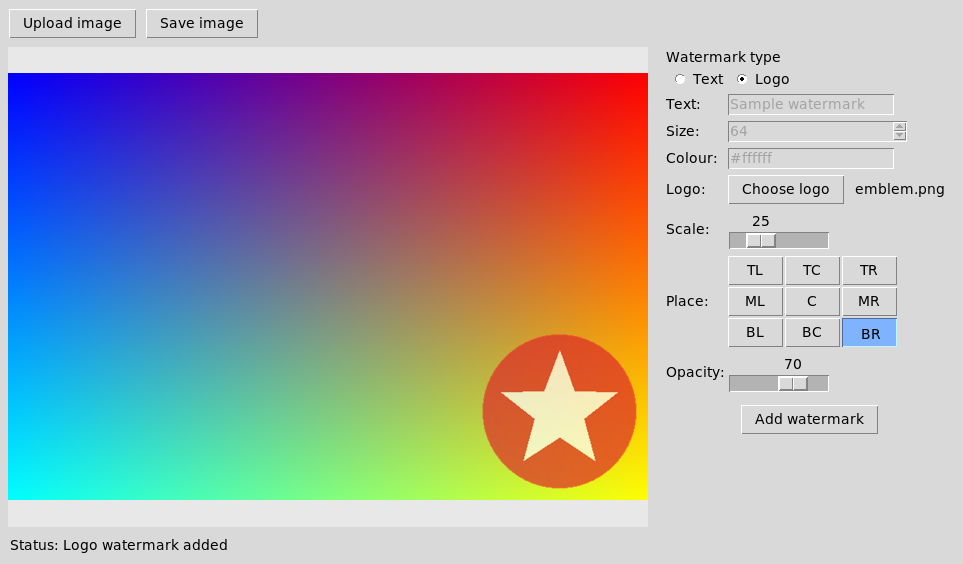 Upload image Save image
Watermark type
Text Logo
Text: Sample watermark
Size: 64
Colour: #ffffff
Logo: Choose logo emblem.png
25
Scale:
TL TC TR
Place: ML C MR
BL BC BR
70
Opacity:
Add watermark
Status: Logo watermark added